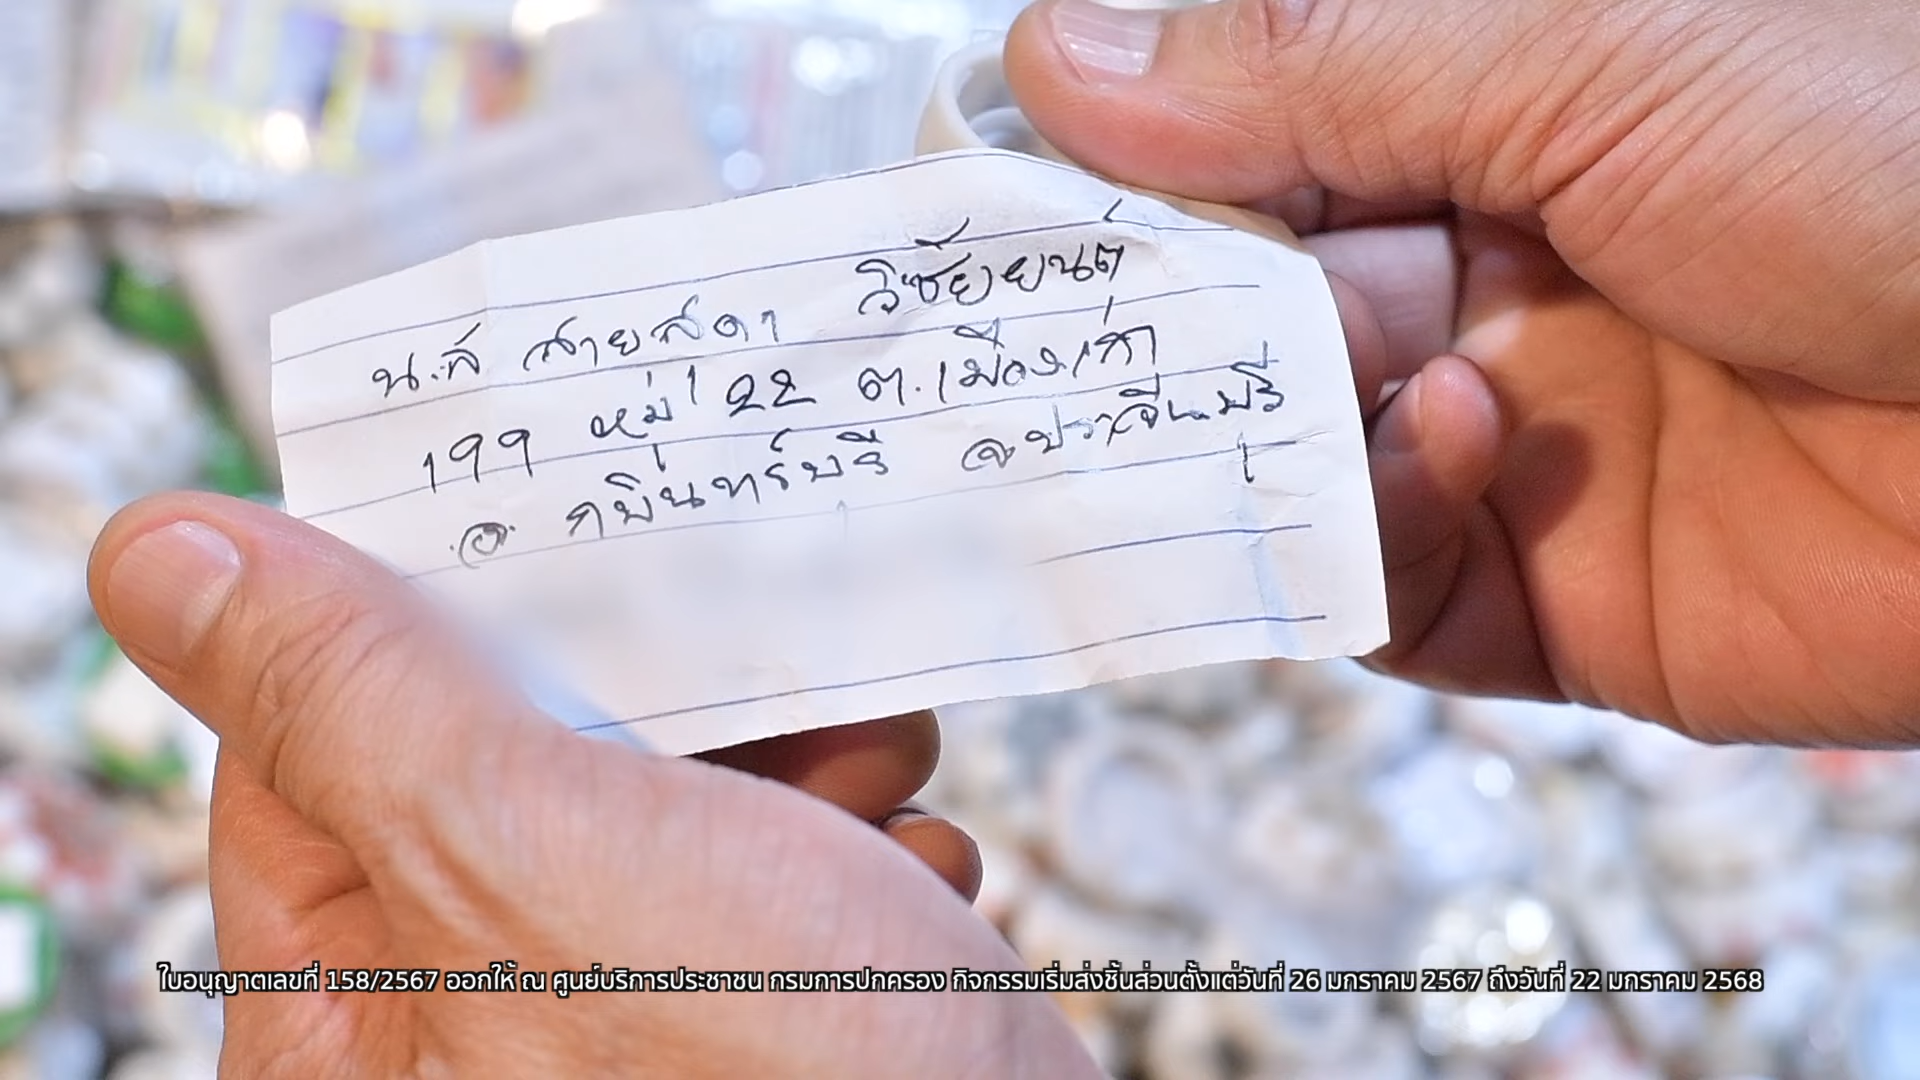 น.ส สายสุดา วิชัยยนต์
199 หมู่ 22 ต.เมืองเก่า
อ. กบินทร์บุรี จ.ปราจีนบุรี
ใบอนุญาตเลขที่ 158/2567 ออกให้ ณ ศูนย์บริการประชาชน กรมการปกครอง กิจกรรมเริ่มส่งชิ้นส่วนตั้งแต่วันที่ 26 มกราคม 2567 ถึงวันที่ 22 มกราคม 2568